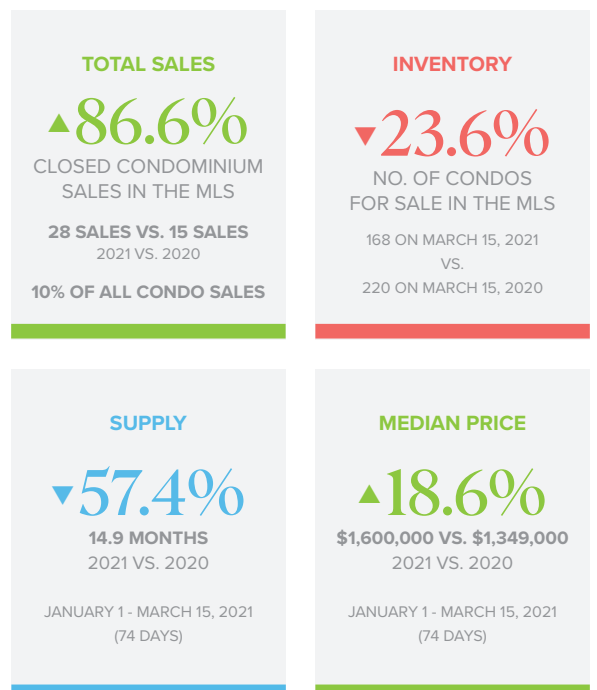 TOTAL SALES
▲86.6%
CLOSED CONDOMINIUM
SALES IN THE MLS
28 SALES VS. 15 SALES
2021 VS. 2020
10% OF ALL CONDO SALES
INVENTORY
▼23.6%
NO. OF CONDOS
FOR SALE IN THE MLS
168 ON MARCH 15, 2021
VS.
220 ON MARCH 15, 2020
SUPPLY
▼57.4%
14.9 MONTHS
2021 VS. 2020
JANUARY 1 - MARCH 15, 2021
(74 DAYS)
MEDIAN PRICE
▲18.6%
$1,600,000 VS. $1,349,000
2021 VS. 2020
JANUARY 1 - MARCH 15, 2021
(74 DAYS)